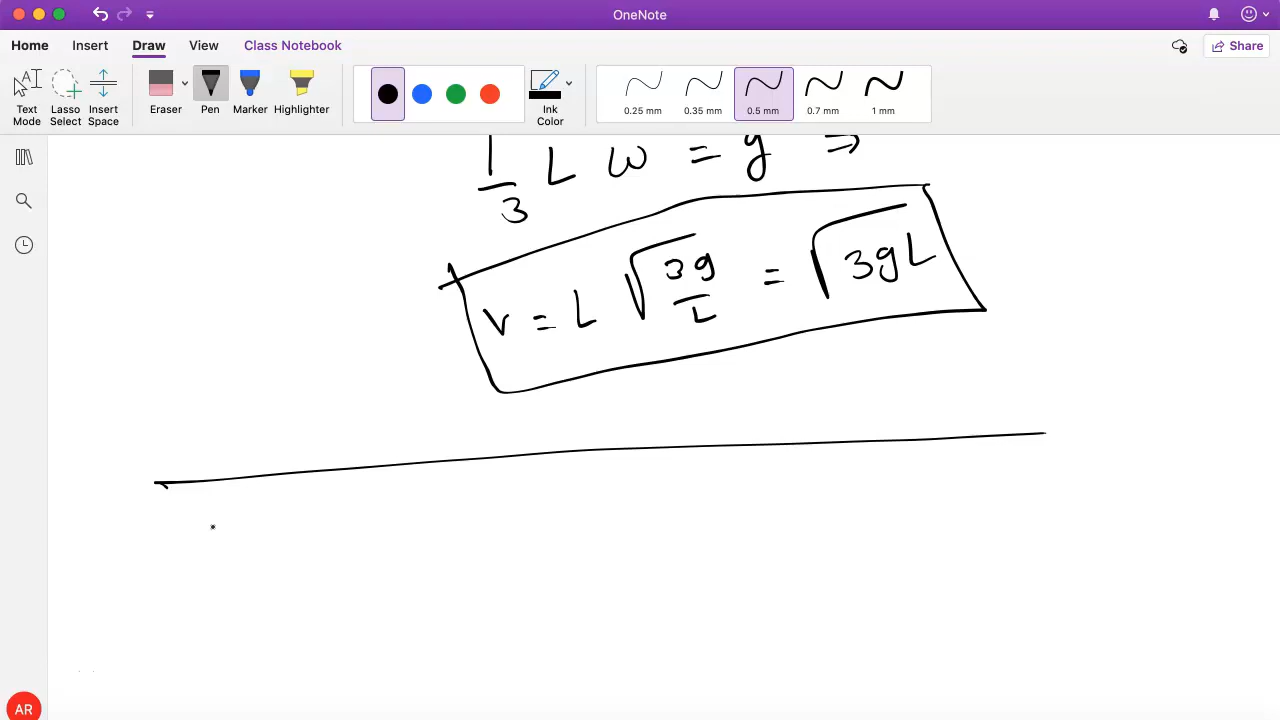 OneNote
Home Insert Draw View Class Notebook Share
Text Mode Lasso Select Insert Space Eraser Pen Marker Highlighter Ink Color 0.25 mm 0.35 mm 0.5 mm 0.7 mm 1 mm
1/3 L ω = g ⇒
v = L √(3g/L) = √(3gL)
AR